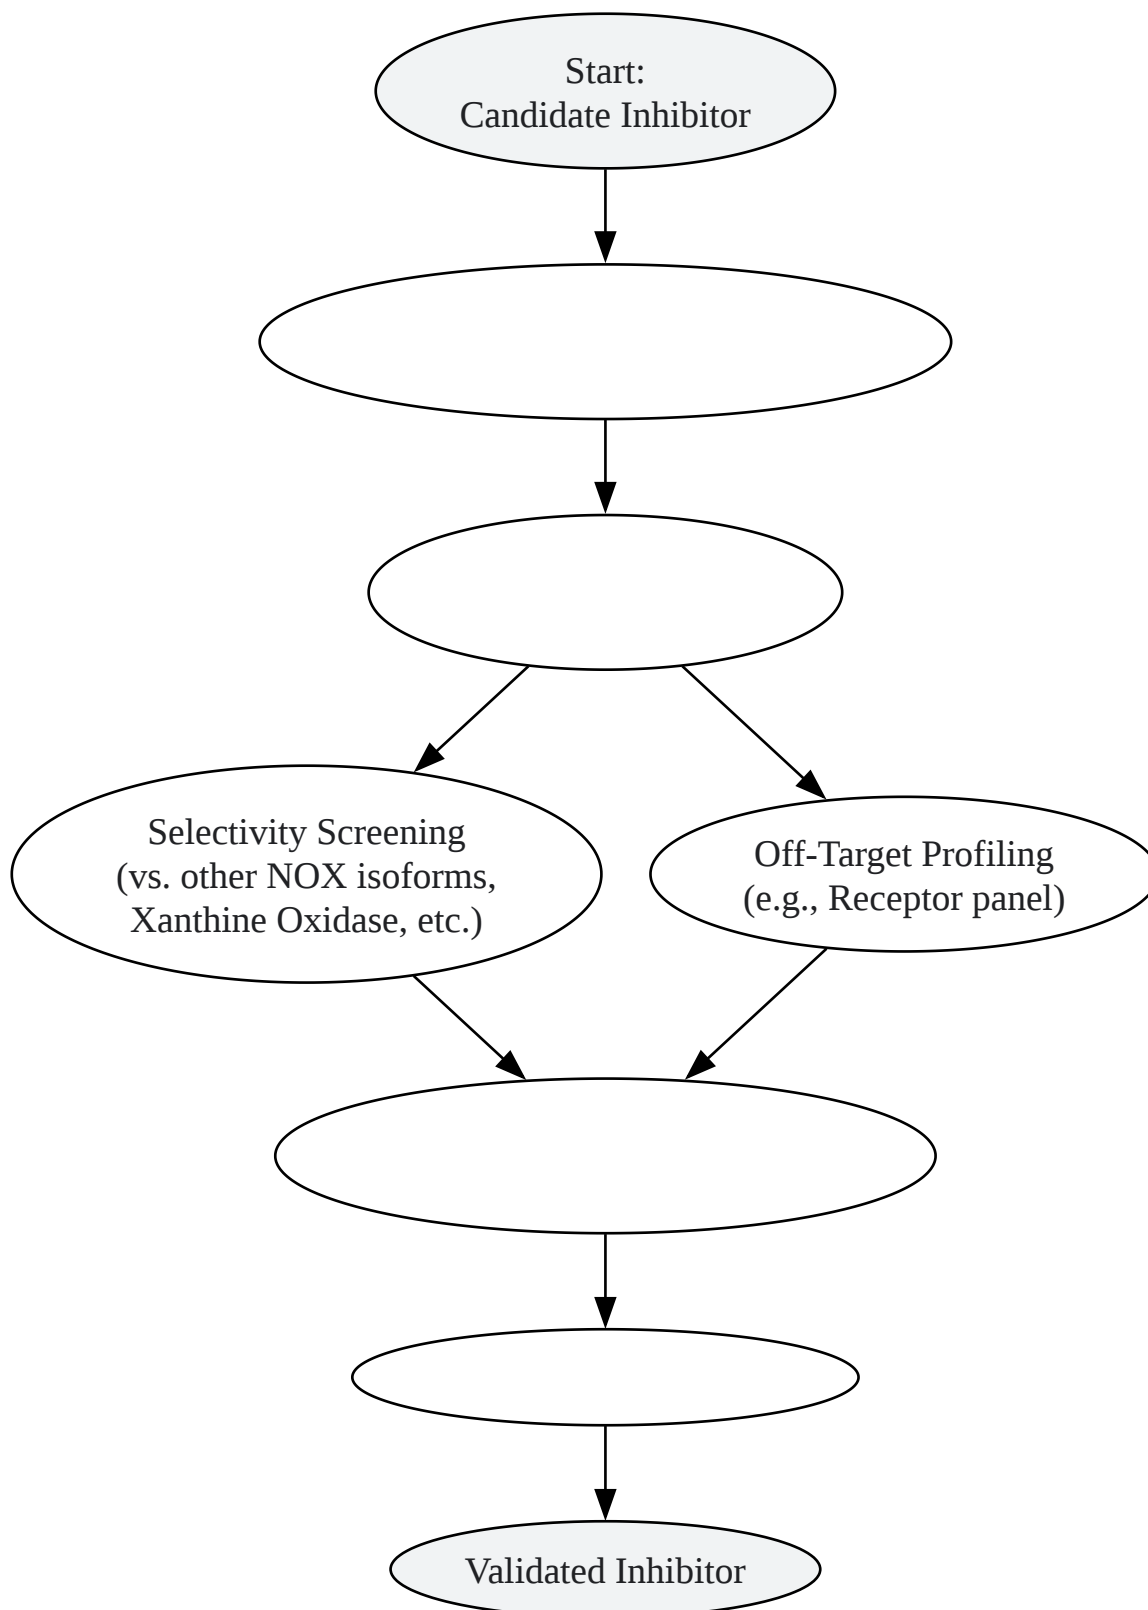 Start:
Candidate Inhibitor
Selectivity Screening
(vs. other NOX isoforms,
Xanthine Oxidase, etc.)
Off-Target Profiling
(e.g., Receptor panel)
Validated Inhibitor